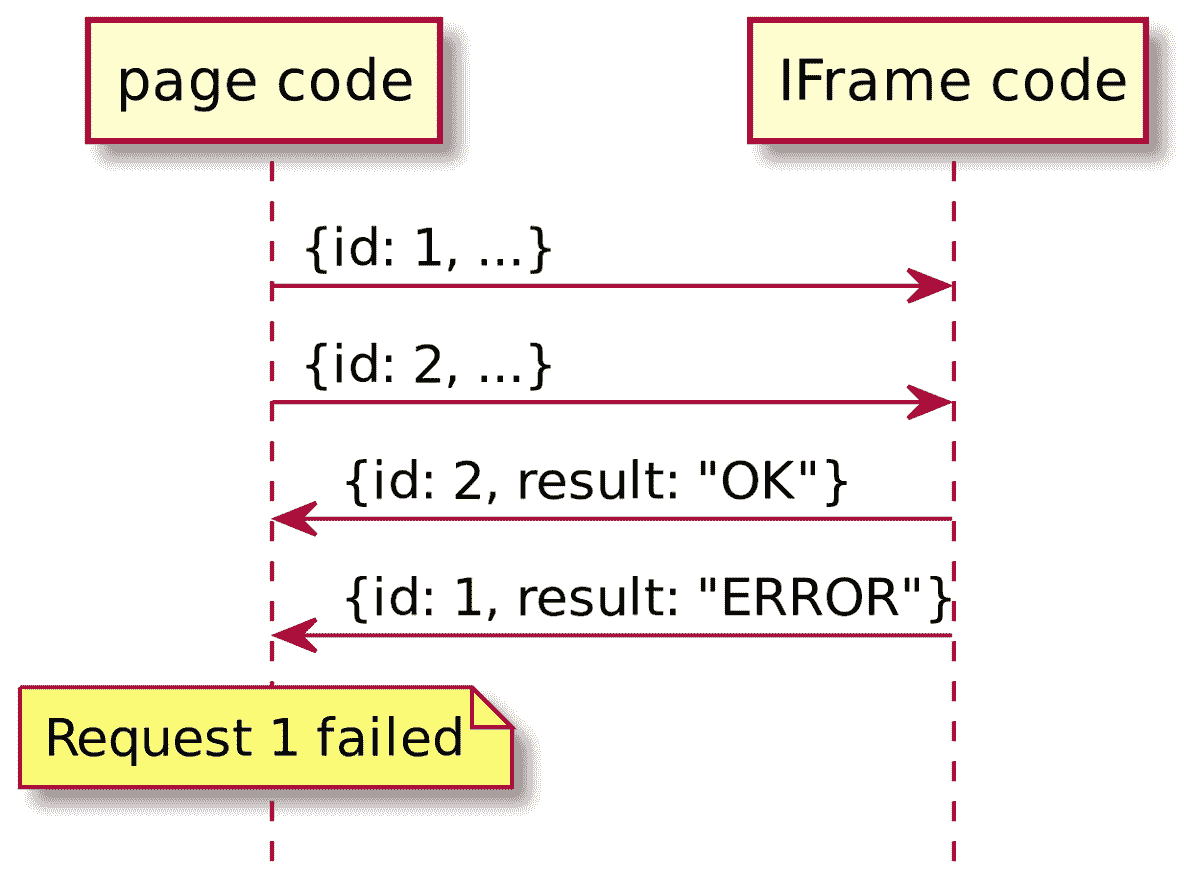 page code
IFrame code
{id: 1, ...}
{id: 2, ...}
{id: 2, result: "OK"}
{id: 1, result: "ERROR"}
Request 1 failed